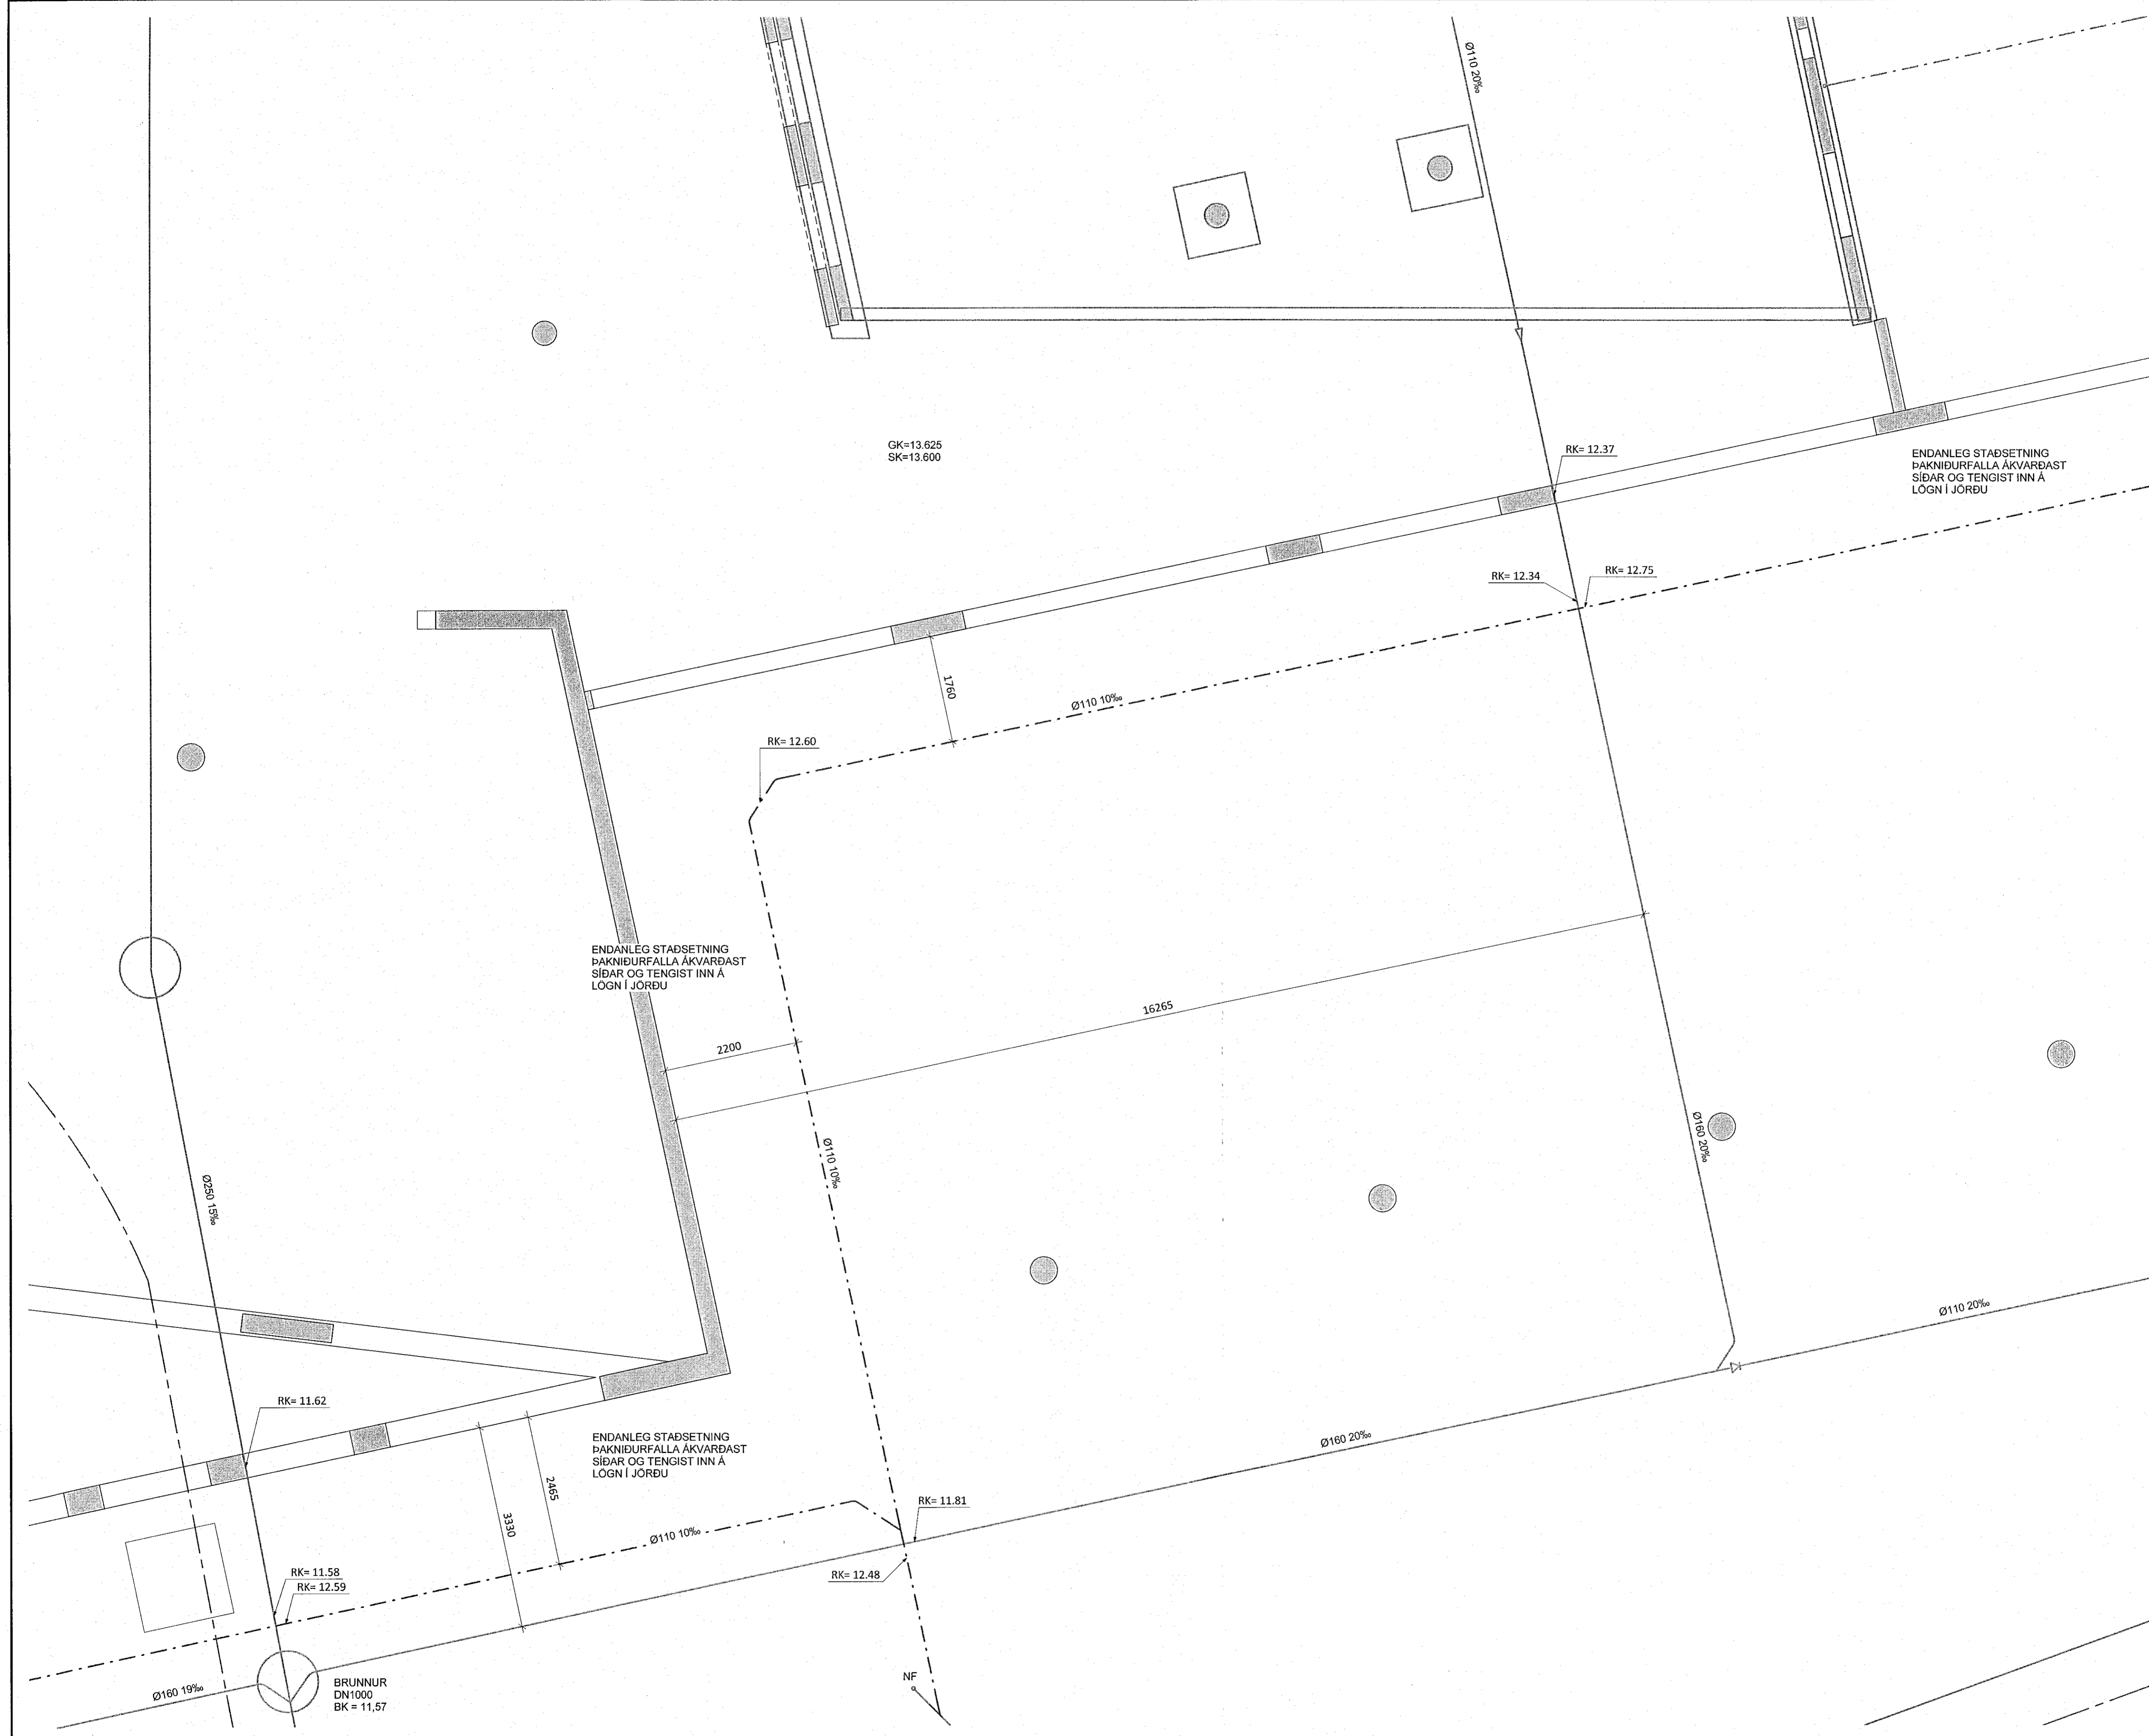 Ø110 20‰
GK=13.625
SK=13.600
RK= 12.37
ENDANLEG STAÐSETNING
ÞAKNIÐURFALLA ÁKVARÐAST
SÍÐAR OG TENGIST INN Á
LÖGN Í JÖRÐU
RK= 12.34
RK= 12.75
1760
Ø110 10‰
RK= 12.60
ENDANLEG STAÐSETNING
ÞAKNIÐURFALLA ÁKVARÐAST
SÍÐAR OG TENGIST INN Á
LÖGN Í JÖRÐU
16265
2200
Ø110 10‰
Ø160 20‰
Ø250 15‰
Ø110 20‰
RK= 11.62
ENDANLEG STAÐSETNING
ÞAKNIÐURFALLA ÁKVARÐAST
SÍÐAR OG TENGIST INN Á
LÖGN Í JÖRÐU
Ø160 20‰
2465
3330
RK= 11.81
Ø110 10‰
RK= 11.58
RK= 12.59
RK= 12.48
NF
Ø160 19‰
BRUNNUR
DN1000
BK = 11,57